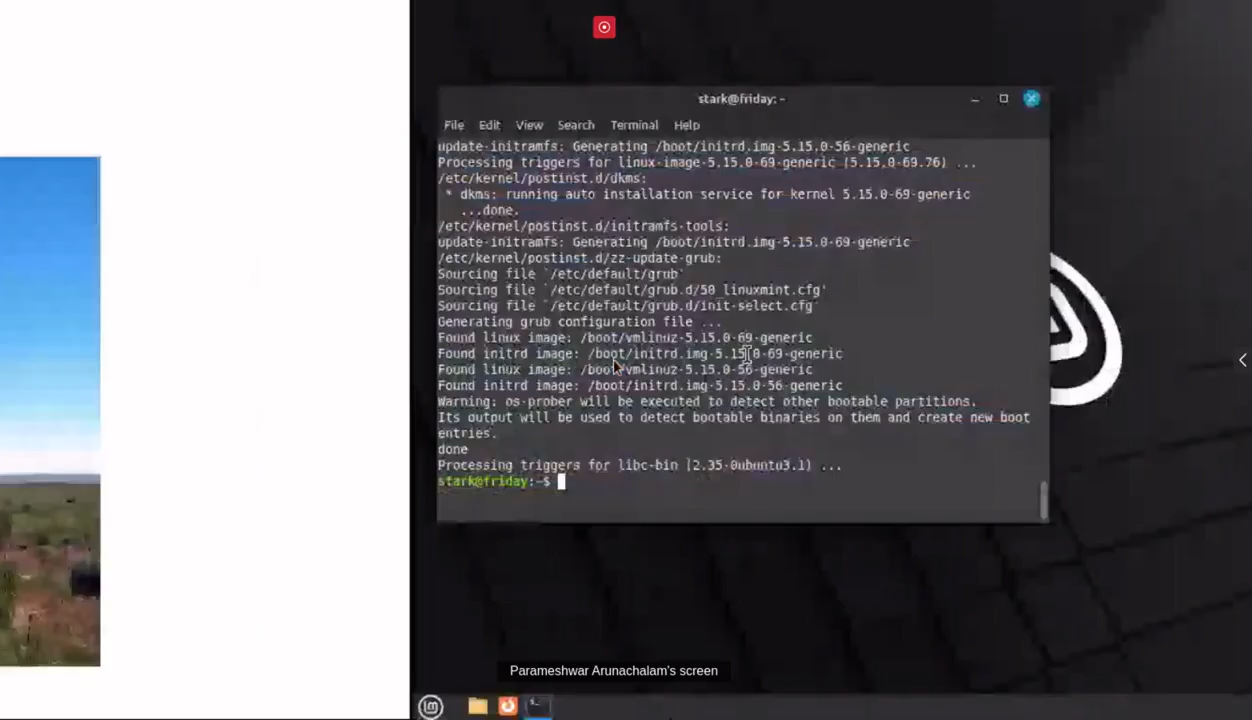 stark@friday: ~
File Edit View Search Terminal Help
update-initramfs: Generating /boot/initrd.img-5.15.0-56-generic
Processing triggers for linux-image-5.15.0-69-generic (5.15.0-69.76) ...
/etc/kernel/postinst.d/dkms:
* dkms: running auto installation service for kernel 5.15.0-69-generic
...done.
/etc/kernel/postinst.d/initramfs-tools:
update-initramfs: Generating /boot/initrd.img-5.15.0-69-generic
/etc/kernel/postinst.d/zz-update-grub:
Sourcing file `/etc/default/grub'
Sourcing file `/etc/default/grub.d/50_linuxmint.cfg'
Sourcing file `/etc/default/grub.d/init-select.cfg'
Generating grub configuration file ...
Found linux image: /boot/vmlinuz-5.15.0-69-generic
Found initrd image: /boot/initrd.img-5.15.0-69-generic
Found linux image: /boot/vmlinuz-5.15.0-56-generic
Found initrd image: /boot/initrd.img-5.15.0-56-generic
Warning: os-prober will be executed to detect other bootable partitions.
Its output will be used to detect bootable binaries on them and create new boot
entries.
done
Processing triggers for libc-bin (2.35-0ubuntu3.1) ...
stark@friday:~$
Parameshwar Arunachalam's screen